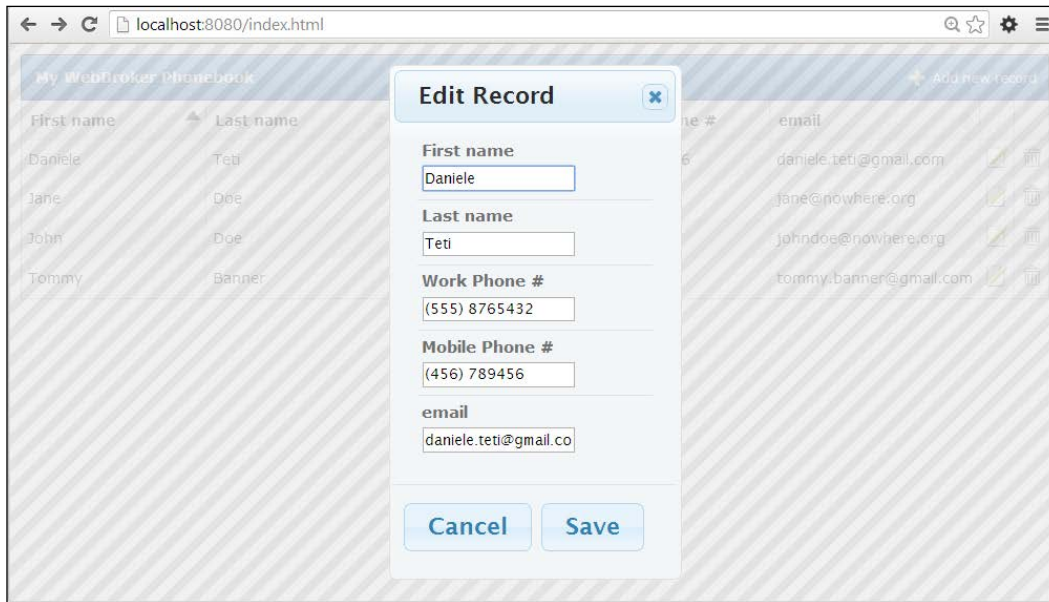 localhost:8080/index.html
My WebBroker Phonebook Add new record
First name Last name ne # email
Daniele Teti 6 daniele.teti@gmail.com
Jane Doe jane@nowhere.org
John Doe johndoe@nowhere.org
Tommy Banner tommy.banner@gmail.com
Edit Record
First name
Daniele
Last name
Teti
Work Phone #
(555) 8765432
Mobile Phone #
(456) 789456
email
daniele.teti@gmail.co
Cancel Save